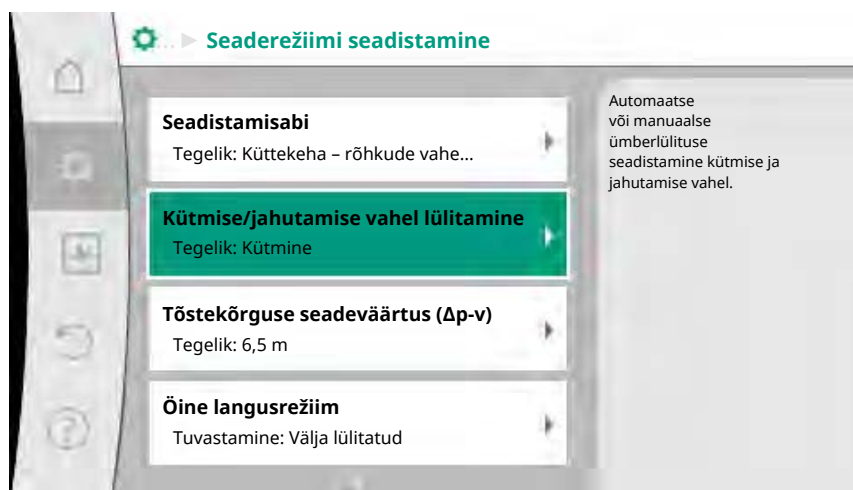 ... Seaderežiimi seadistamine
Seadistamisabi
Tegelik: Küttekeha – rõhkude vahe...
Kütmise/jahutamise vahel lülitamine
Tegelik: Kütmine
Tõstekõrguse seadeväärtus (Δp-v)
Tegelik: 6,5 m
Öine langusrežiim
Tuvastamine: Välja lülitatud
Automaatse
või manuaalse
ümberlülituse
seadistamine kütmise ja
jahutamise vahel.